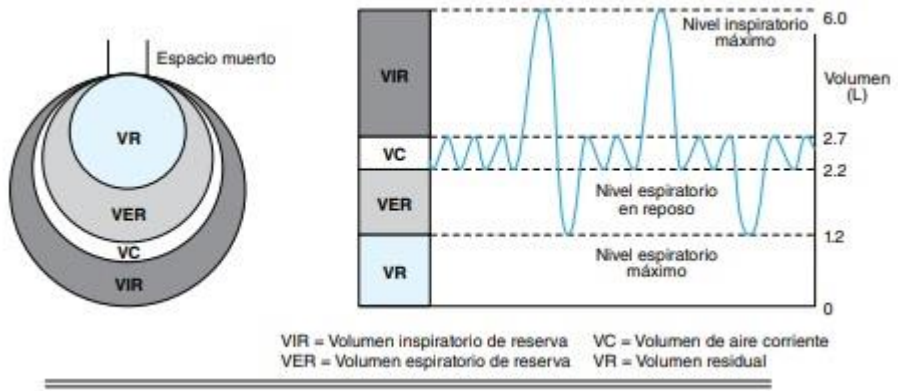 Espacio muerto
VR
VER
VC
VIR
VIR
VC
VER
VR
Nivel inspiratorio
máximo
Nivel espiratorio
en reposo
Nivel espiratorio
máximo
6.0
Volumen
(L)
2.7
2.2
1.2
0
VIR = Volumen inspiratorio de reserva VC = Volumen de aire corriente
VER = Volumen espiratorio de reserva VR = Volumen residual